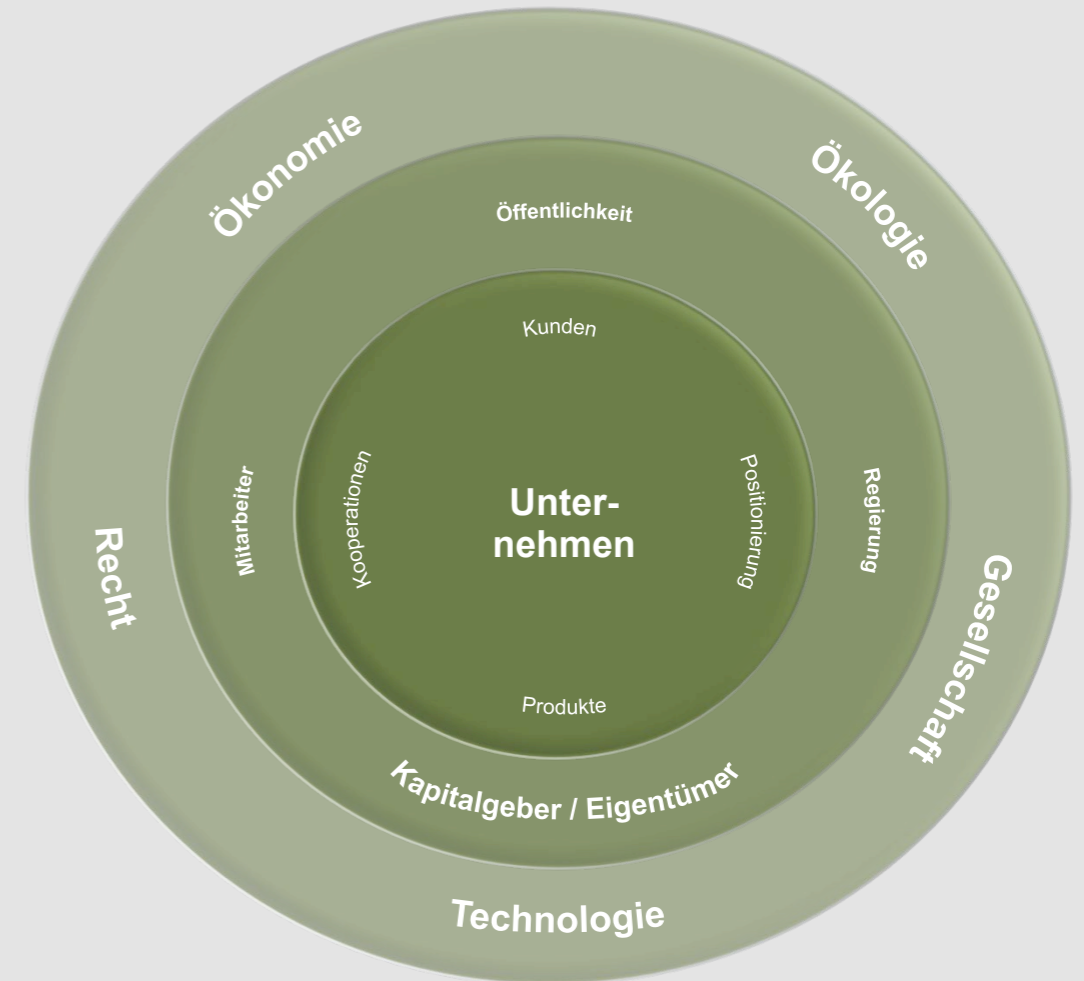 Ökonomie
Ökologie
Öffentlichkeit
Kunden
Mitarbeiter
Kooperationen
Unter-
nehmen
Positionierung
Regierung
Recht
Gesellschaft
Produkte
Kapitalgeber / Eigentümer
Technologie